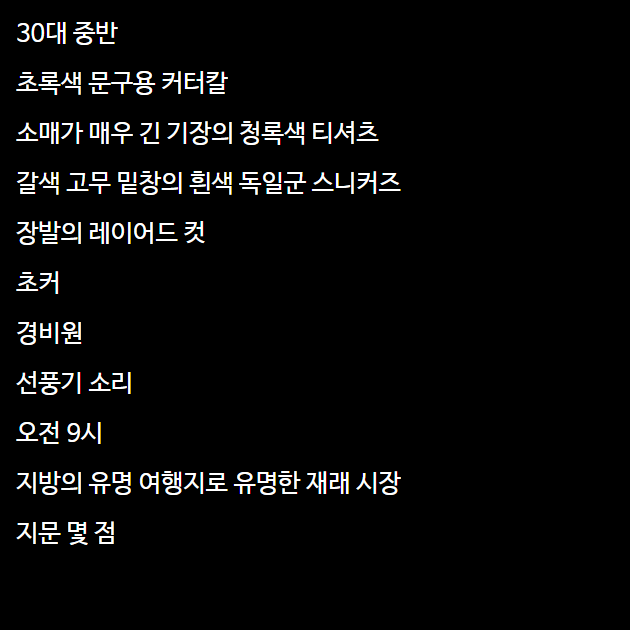 30대 중반
초록색 문구용 커터칼
소매가 매우 긴 기장의 청록색 티셔츠
갈색 고무 밑창의 흰색 독일군 스니커즈
장발의 레이어드 컷
초커
경비원
선풍기 소리
오전 9시
지방의 유명 여행지로 유명한 재래 시장
지문 몇 점